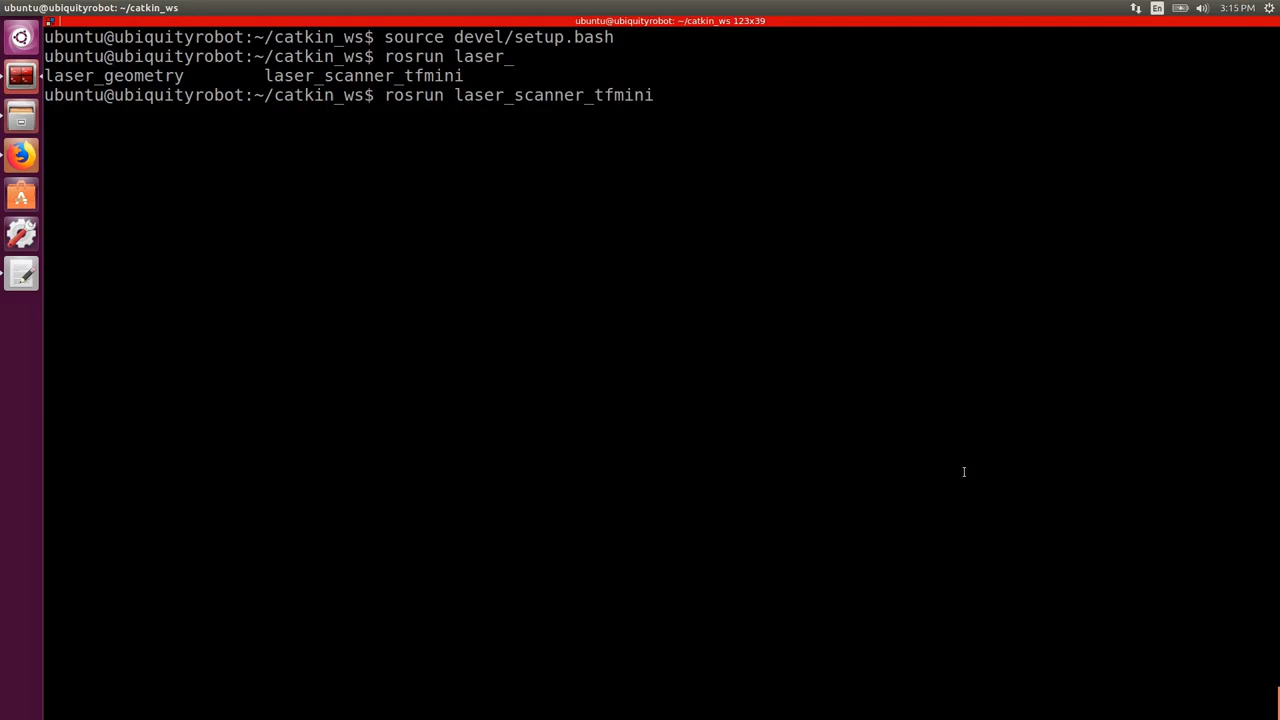 ubuntu@ubiquityrobot: ~/catkin_ws
En
3:15 PM
ubuntu@ubiquityrobot: ~/catkin_ws 123x39
ubuntu@ubiquityrobot:~/catkin_ws$ source devel/setup.bash
ubuntu@ubiquityrobot:~/catkin_ws$ rosrun laser_
laser_geometry laser_scanner_tfmini
ubuntu@ubiquityrobot:~/catkin_ws$ rosrun laser_scanner_tfmini